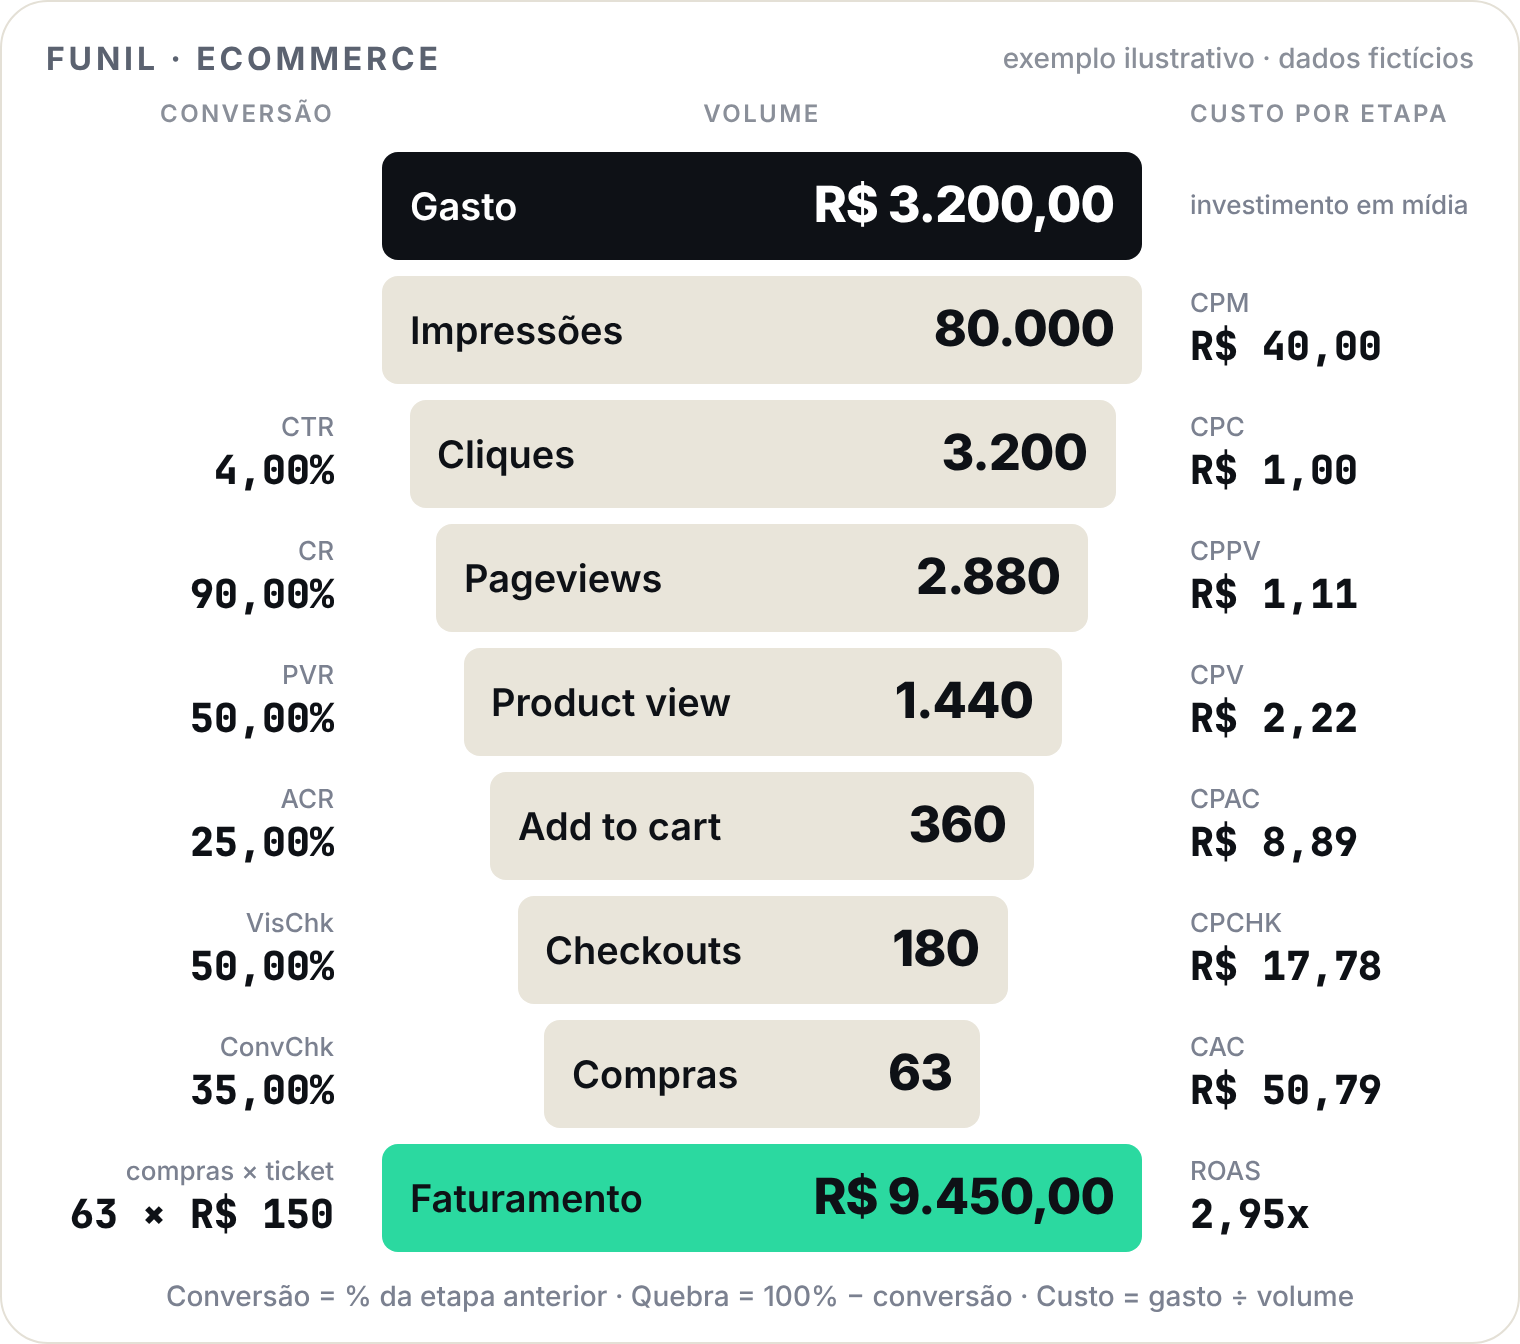 FUNIL · ECOMMERCE
exemplo ilustrativo · dados fictícios
CONVERSÃO
VOLUME
CUSTO POR ETAPA
Gasto
R$ 3.200,00
investimento em mídia
Impressões
80.000
CPM
R$ 40,00
CTR
4,00%
Cliques
3.200
CPC
R$ 1,00
CR
90,00%
Pageviews
2.880
CPPV
R$ 1,11
PVR
50,00%
Product view
1.440
CPV
R$ 2,22
ACR
25,00%
Add to cart
360
CPAC
R$ 8,89
VisChk
50,00%
Checkouts
180
CPCHK
R$ 17,78
ConvChk
35,00%
Compras
63
CAC
R$ 50,79
compras × ticket
63 × R$ 150
Faturamento
R$ 9.450,00
ROAS
2,95x
Conversão = % da etapa anterior · Quebra = 100% − conversão · Custo = gasto ÷ volume